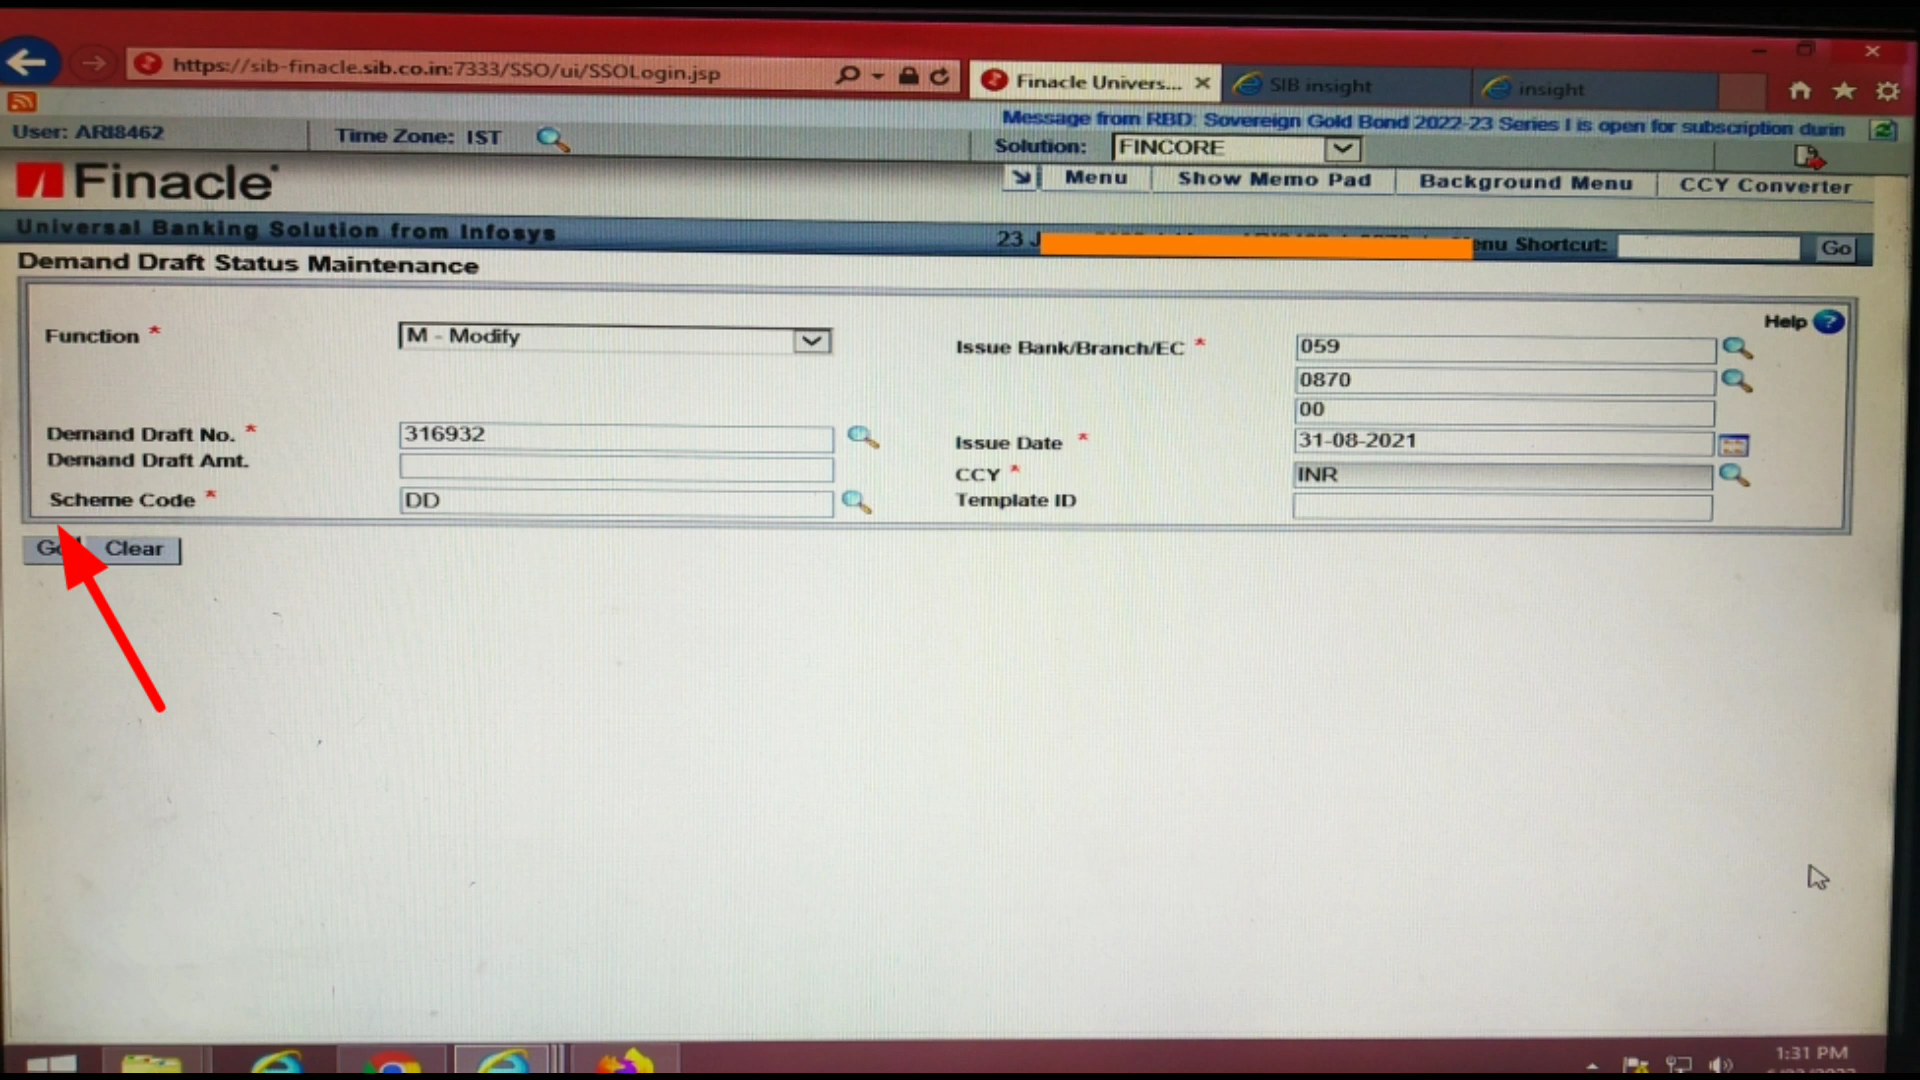 https://sib-finacle.sib.co.in:7333/SSO/ui/SSOLogin.jsp
Finacle Univers...
SIB insight
insight
User: ARI8462
Time Zone: IST
Message from RBD: Sovereign Gold Bond 2022-23 Series I is open for subscription durin
Solution: FINCORE
Finacle
Menu
Show Memo Pad
Background Menu
CCY Converter
Universal Banking Solution from Infosys
23 J
enu Shortcut:
Go
Demand Draft Status Maintenance
Help ?
Function * M - Modify
Issue Bank/Branch/EC * 059
0870
00
Demand Draft No. * 316932
Issue Date * 31-08-2021
Demand Draft Amt.
CCY * INR
Scheme Code * DD
Template ID
Go Clear
1:31 PM